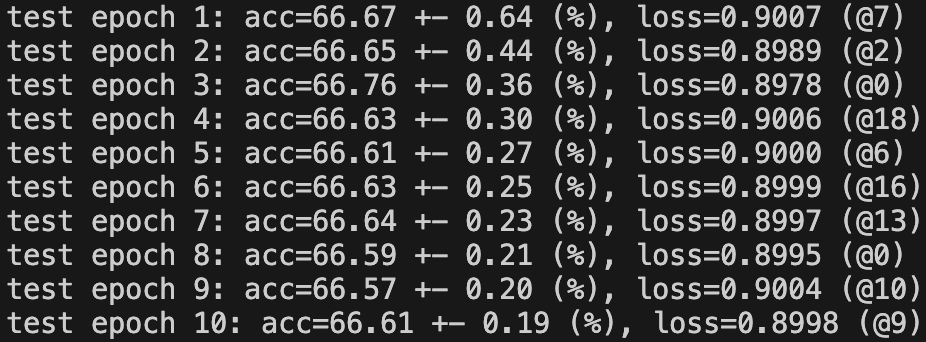 test epoch 1: acc=66.67 +- 0.64 (%), loss=0.9007 (@7)
test epoch 2: acc=66.65 +- 0.44 (%), loss=0.8989 (@2)
test epoch 3: acc=66.76 +- 0.36 (%), loss=0.8978 (@0)
test epoch 4: acc=66.63 +- 0.30 (%), loss=0.9006 (@18)
test epoch 5: acc=66.61 +- 0.27 (%), loss=0.9000 (@6)
test epoch 6: acc=66.63 +- 0.25 (%), loss=0.8999 (@16)
test epoch 7: acc=66.64 +- 0.23 (%), loss=0.8997 (@13)
test epoch 8: acc=66.59 +- 0.21 (%), loss=0.8995 (@0)
test epoch 9: acc=66.57 +- 0.20 (%), loss=0.9004 (@10)
test epoch 10: acc=66.61 +- 0.19 (%), loss=0.8998 (@9)